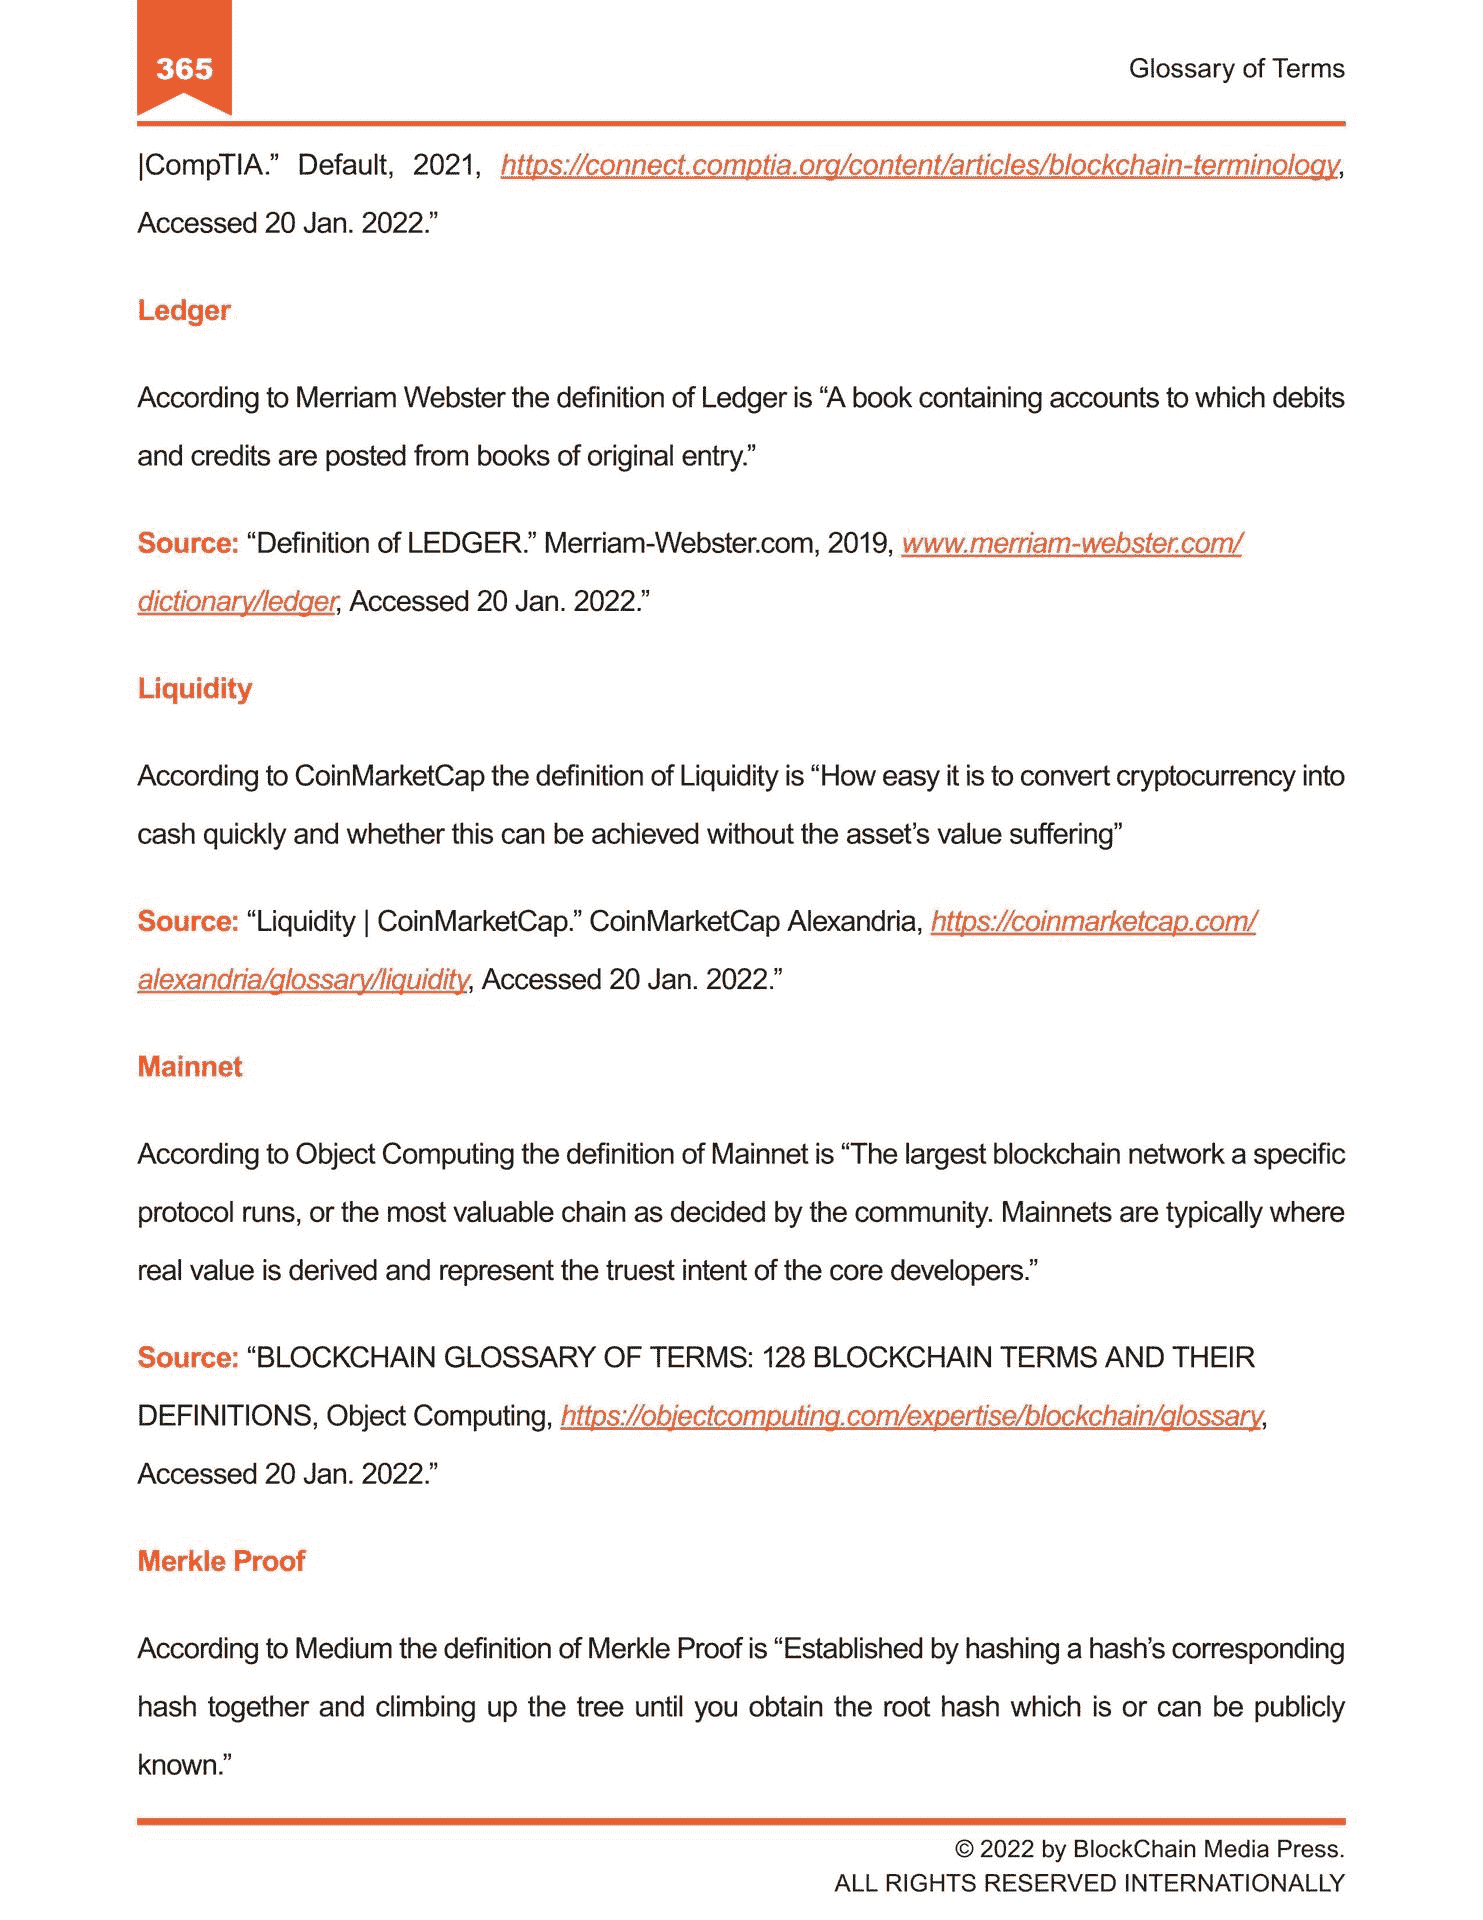 365
Glossary of Terms
|CompTIA.” Default, 2021, https://connect.comptia.org/content/articles/blockchain-terminology,
Accessed 20 Jan. 2022.”
Ledger
According to Merriam Webster the definition of Ledger is “A book containing accounts to which debits
and credits are posted from books of original entry.”
Source: “Definition of LEDGER.” Merriam-Webster.com, 2019, www.merriam-webster.com/
dictionary/ledger, Accessed 20 Jan. 2022.”
Liquidity
According to CoinMarketCap the definition of Liquidity is “How easy it is to convert cryptocurrency into
cash quickly and whether this can be achieved without the asset’s value suffering”
Source: “Liquidity | CoinMarketCap.” CoinMarketCap Alexandria, https://coinmarketcap.com/
alexandria/glossary/liquidity, Accessed 20 Jan. 2022.”
Mainnet
According to Object Computing the definition of Mainnet is “The largest blockchain network a specific
protocol runs, or the most valuable chain as decided by the community. Mainnets are typically where
real value is derived and represent the truest intent of the core developers.”
Source: “BLOCKCHAIN GLOSSARY OF TERMS: 128 BLOCKCHAIN TERMS AND THEIR
DEFINITIONS, Object Computing, https://objectcomputing.com/expertise/blockchain/glossary,
Accessed 20 Jan. 2022.”
Merkle Proof
According to Medium the definition of Merkle Proof is “Established by hashing a hash’s corresponding
hash together and climbing up the tree until you obtain the root hash which is or can be publicly
known.”
© 2022 by BlockChain Media Press.
ALL RIGHTS RESERVED INTERNATIONALLY